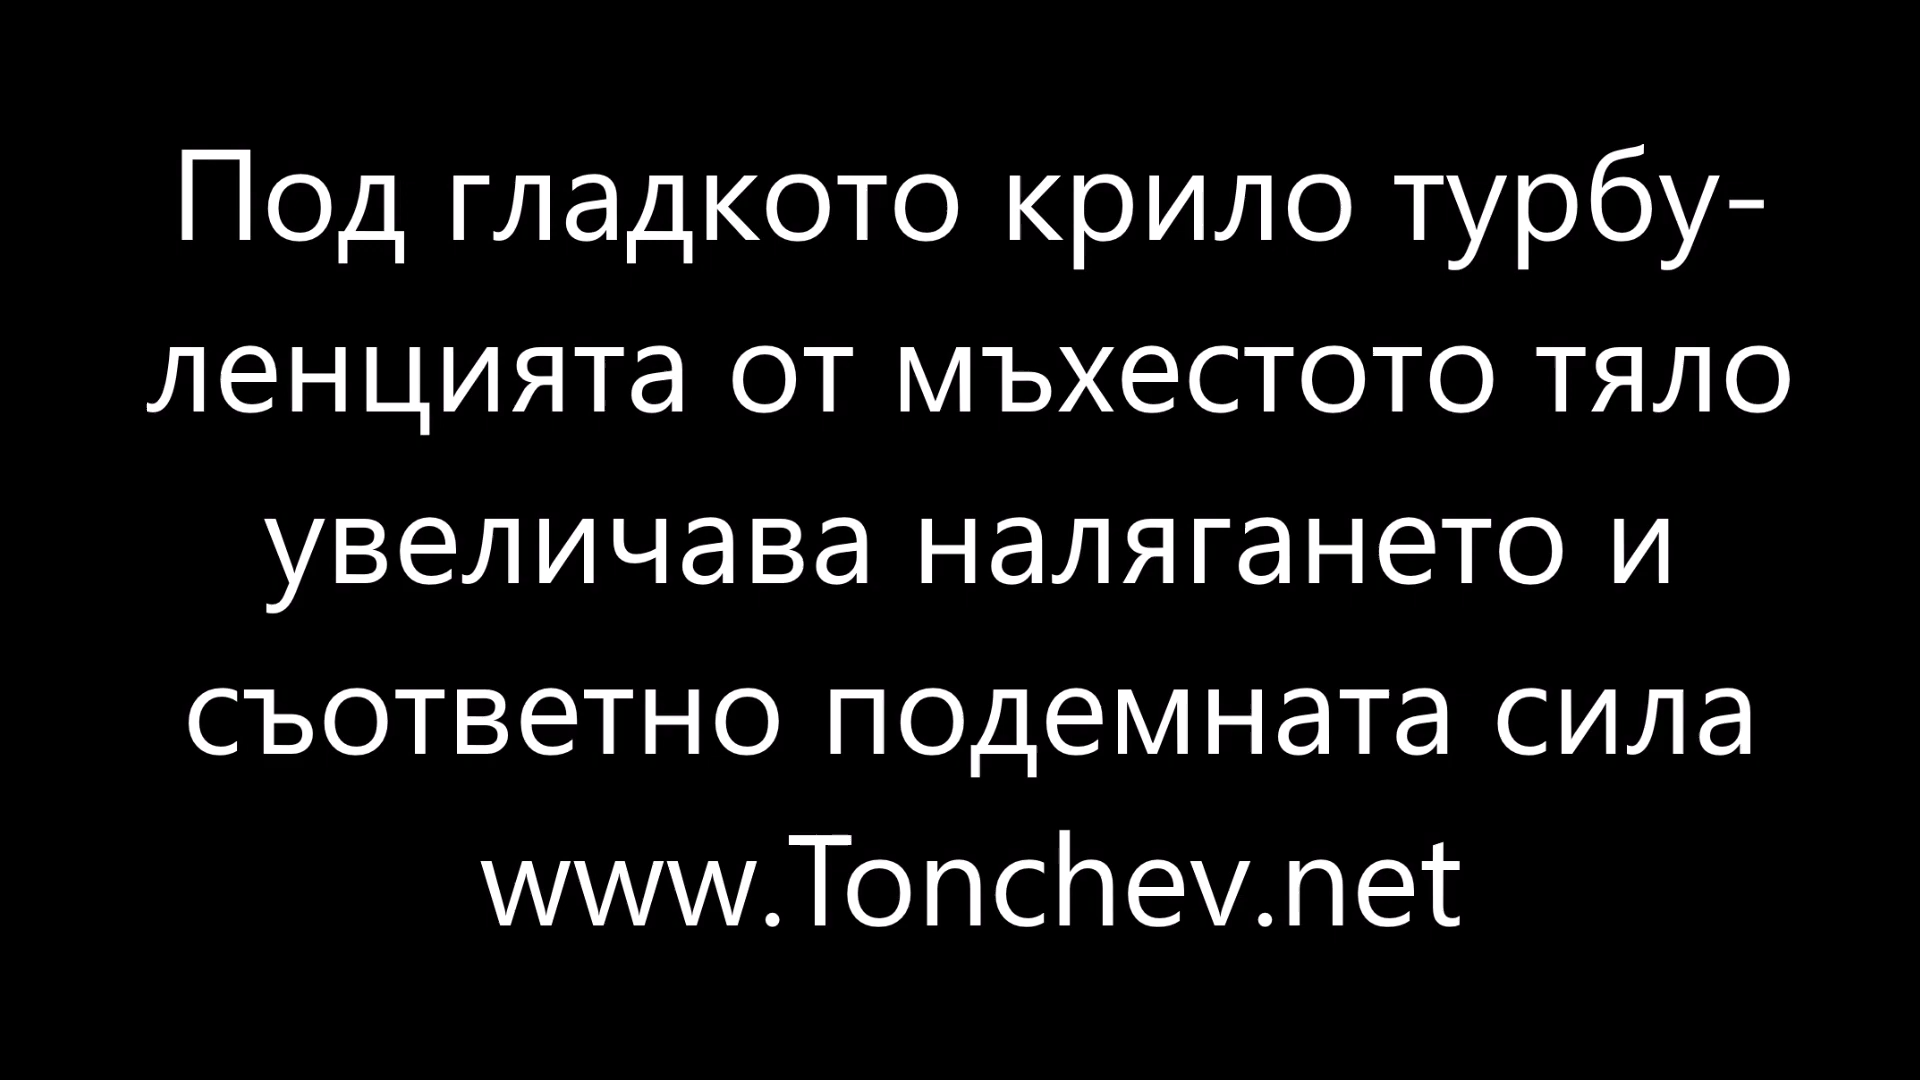 Под гладкото крило турбу-
ленцията от мъхестото тяло
увеличава налягането и
съответно подемната сила
www.Tonchev.net